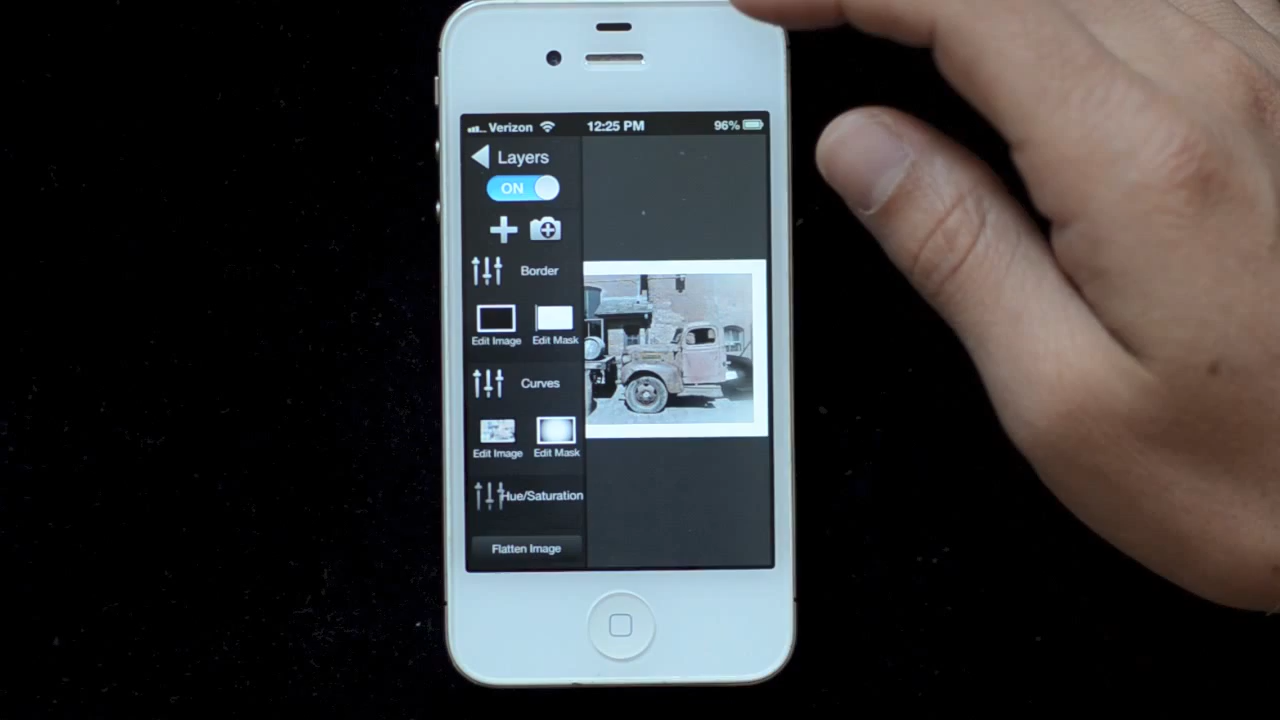 Verizon 12:25 PM 96%
Layers
ON
Border
Edit Image Edit Mask
Curves
Edit Image Edit Mask
Hue/Saturation
Flatten Image